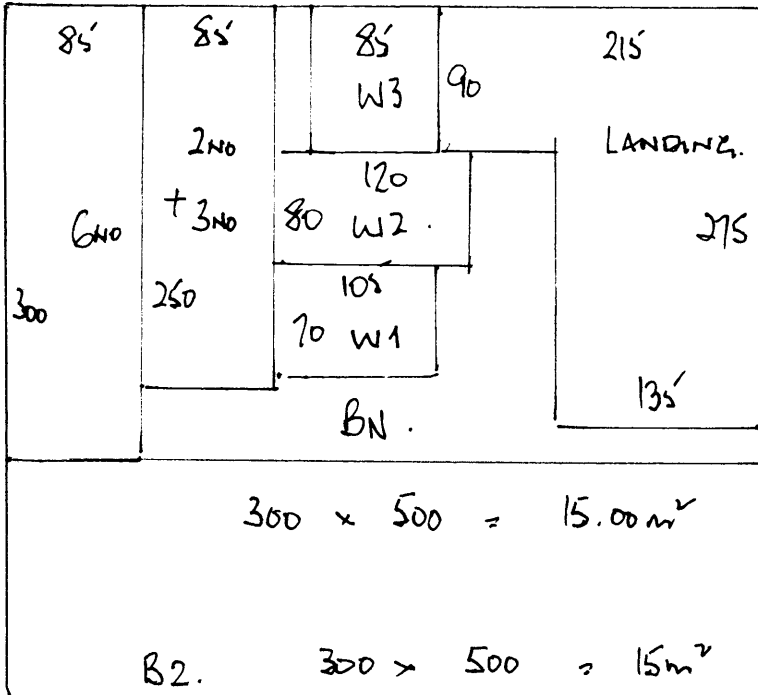 85 85 85 215
W3 90
2NO LANDING.
120
6NO + 3NO 80 W2. 275
300 250 105
70 W1
135
BN.
300 x 500 = 15.00m²
B2. 300 x 500 = 15m²